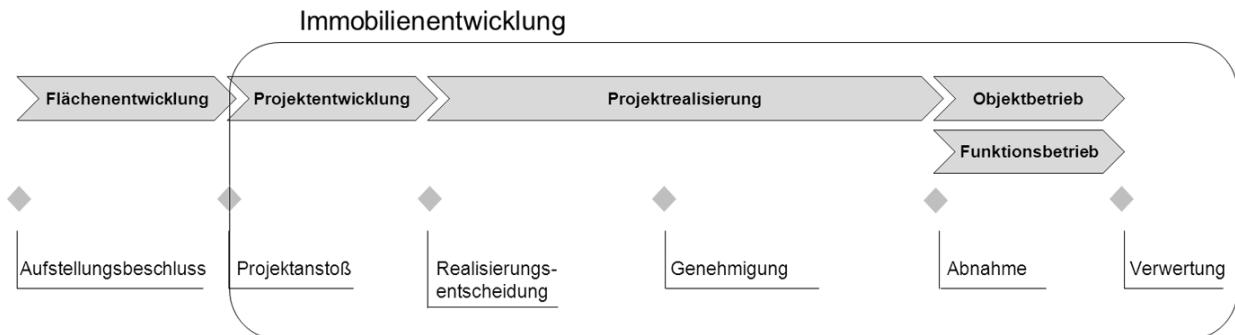 Immobilienentwicklung
Flächenentwicklung
Projektentwicklung
Projektrealisierung
Objektbetrieb
Funktionsbetrieb
Aufstellungsbeschluss
Projektanstoß
Realisierungs-
entscheidung
Genehmigung
Abnahme
Verwertung